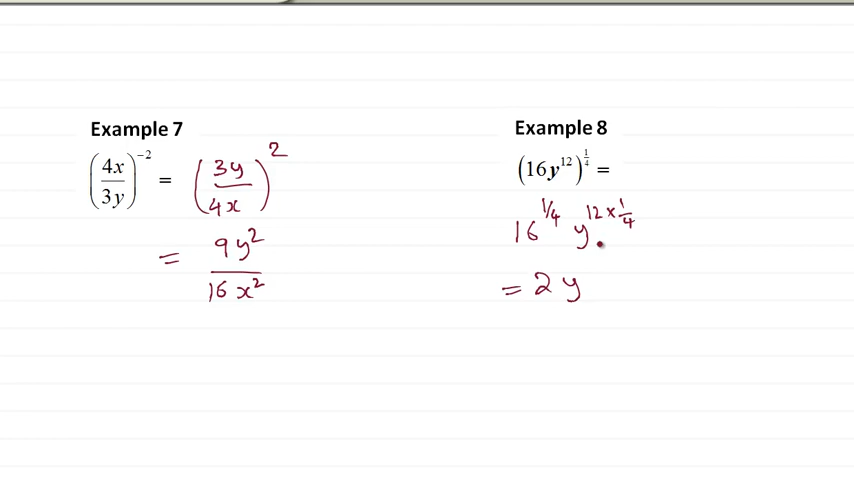 Example 7
(4x/3y)^-2 = (3y/4x)^2
= 9y^2/16x^2
Example 8
(16y^12)^1/4 =
16^1/4 y^12×1/4
= 2y